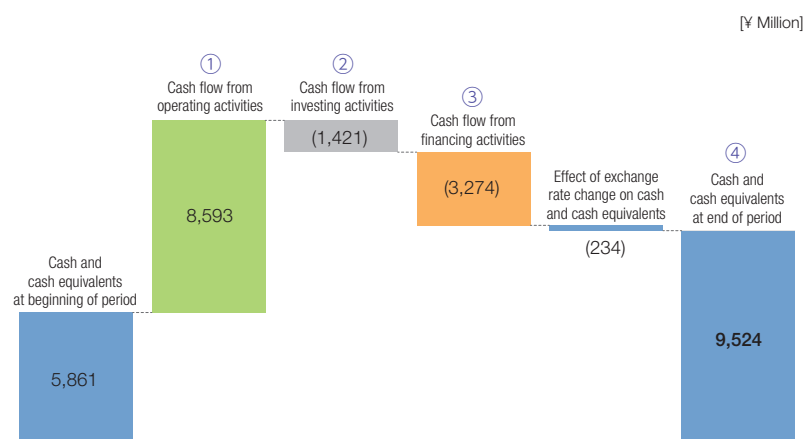 [¥ Million]
①
Cash flow from
operating activities
②
Cash flow from
investing activities
③
Cash flow from
financing activities
④
Cash and
cash equivalents
at end of period
Effect of exchange
rate change on cash
and cash equivalents
Cash and
cash equivalents
at beginning of period
5,861
8,593
(1,421)
(3,274)
(234)
9,524